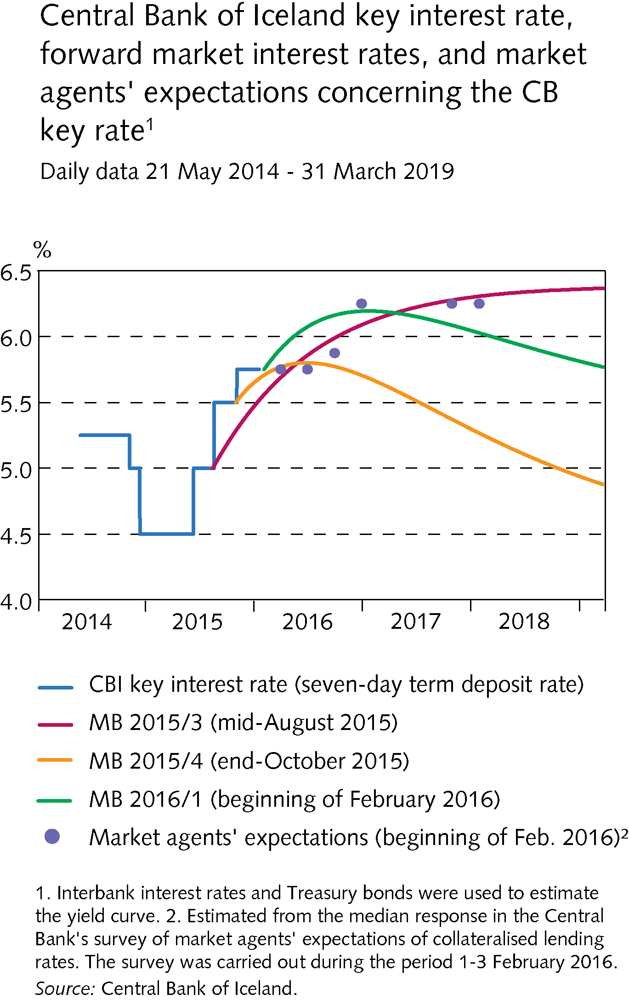 Central Bank of Iceland key interest rate,
forward market interest rates, and market
agents' expectations concerning the CB
key rate¹
Daily data 21 May 2014 - 31 March 2019
%
6.5
6.0
5.5
5.0
4.5
4.0
2014 2015 2016 2017 2018
CBI key interest rate (seven-day term deposit rate)
MB 2015/3 (mid-August 2015)
MB 2015/4 (end-October 2015)
MB 2016/1 (beginning of February 2016)
Market agents' expectations (beginning of Feb. 2016)²
1. Interbank interest rates and Treasury bonds were used to estimate
the yield curve. 2. Estimated from the median response in the Central
Bank's survey of market agents' expectations of collateralised lending
rates. The survey was carried out during the period 1-3 February 2016.
Source: Central Bank of Iceland.